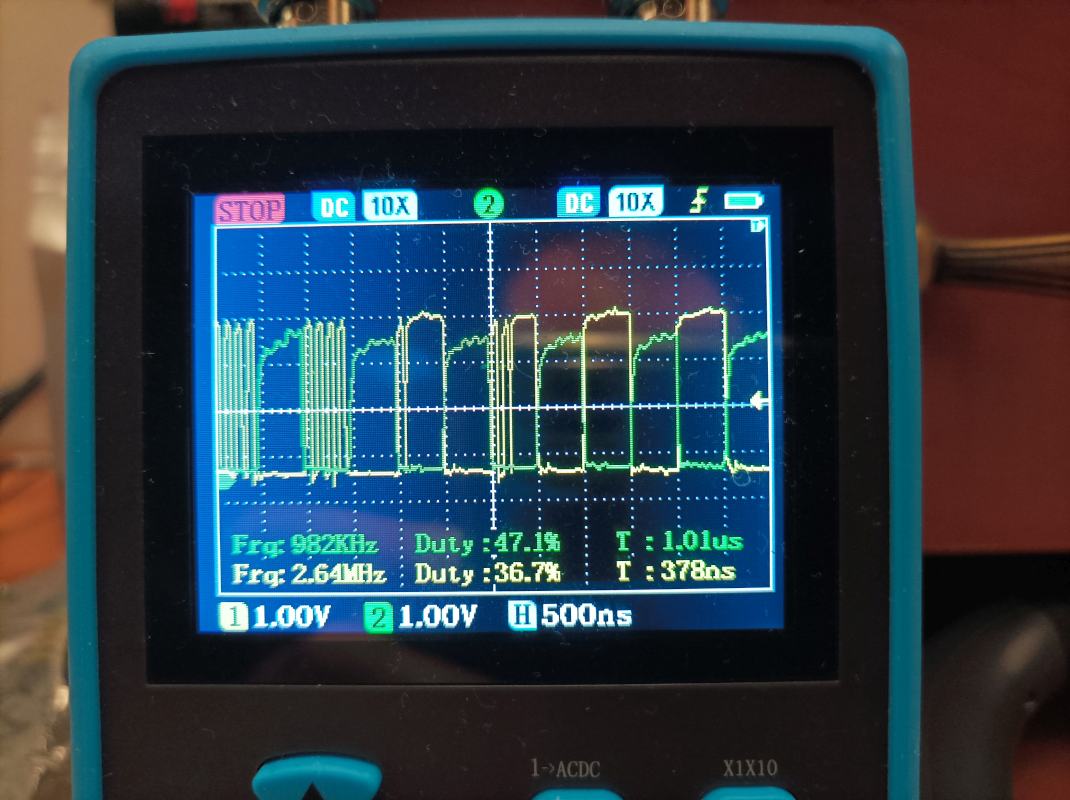 STOP DC 10X 2 DC 10X
Frq: 982KHz Duty :47.1% T : 1.01us
Frq: 2.64MHz Duty :36.7% T : 378ns
1 1.00V 2 1.00V H 500ns
1->ACDC X1X10